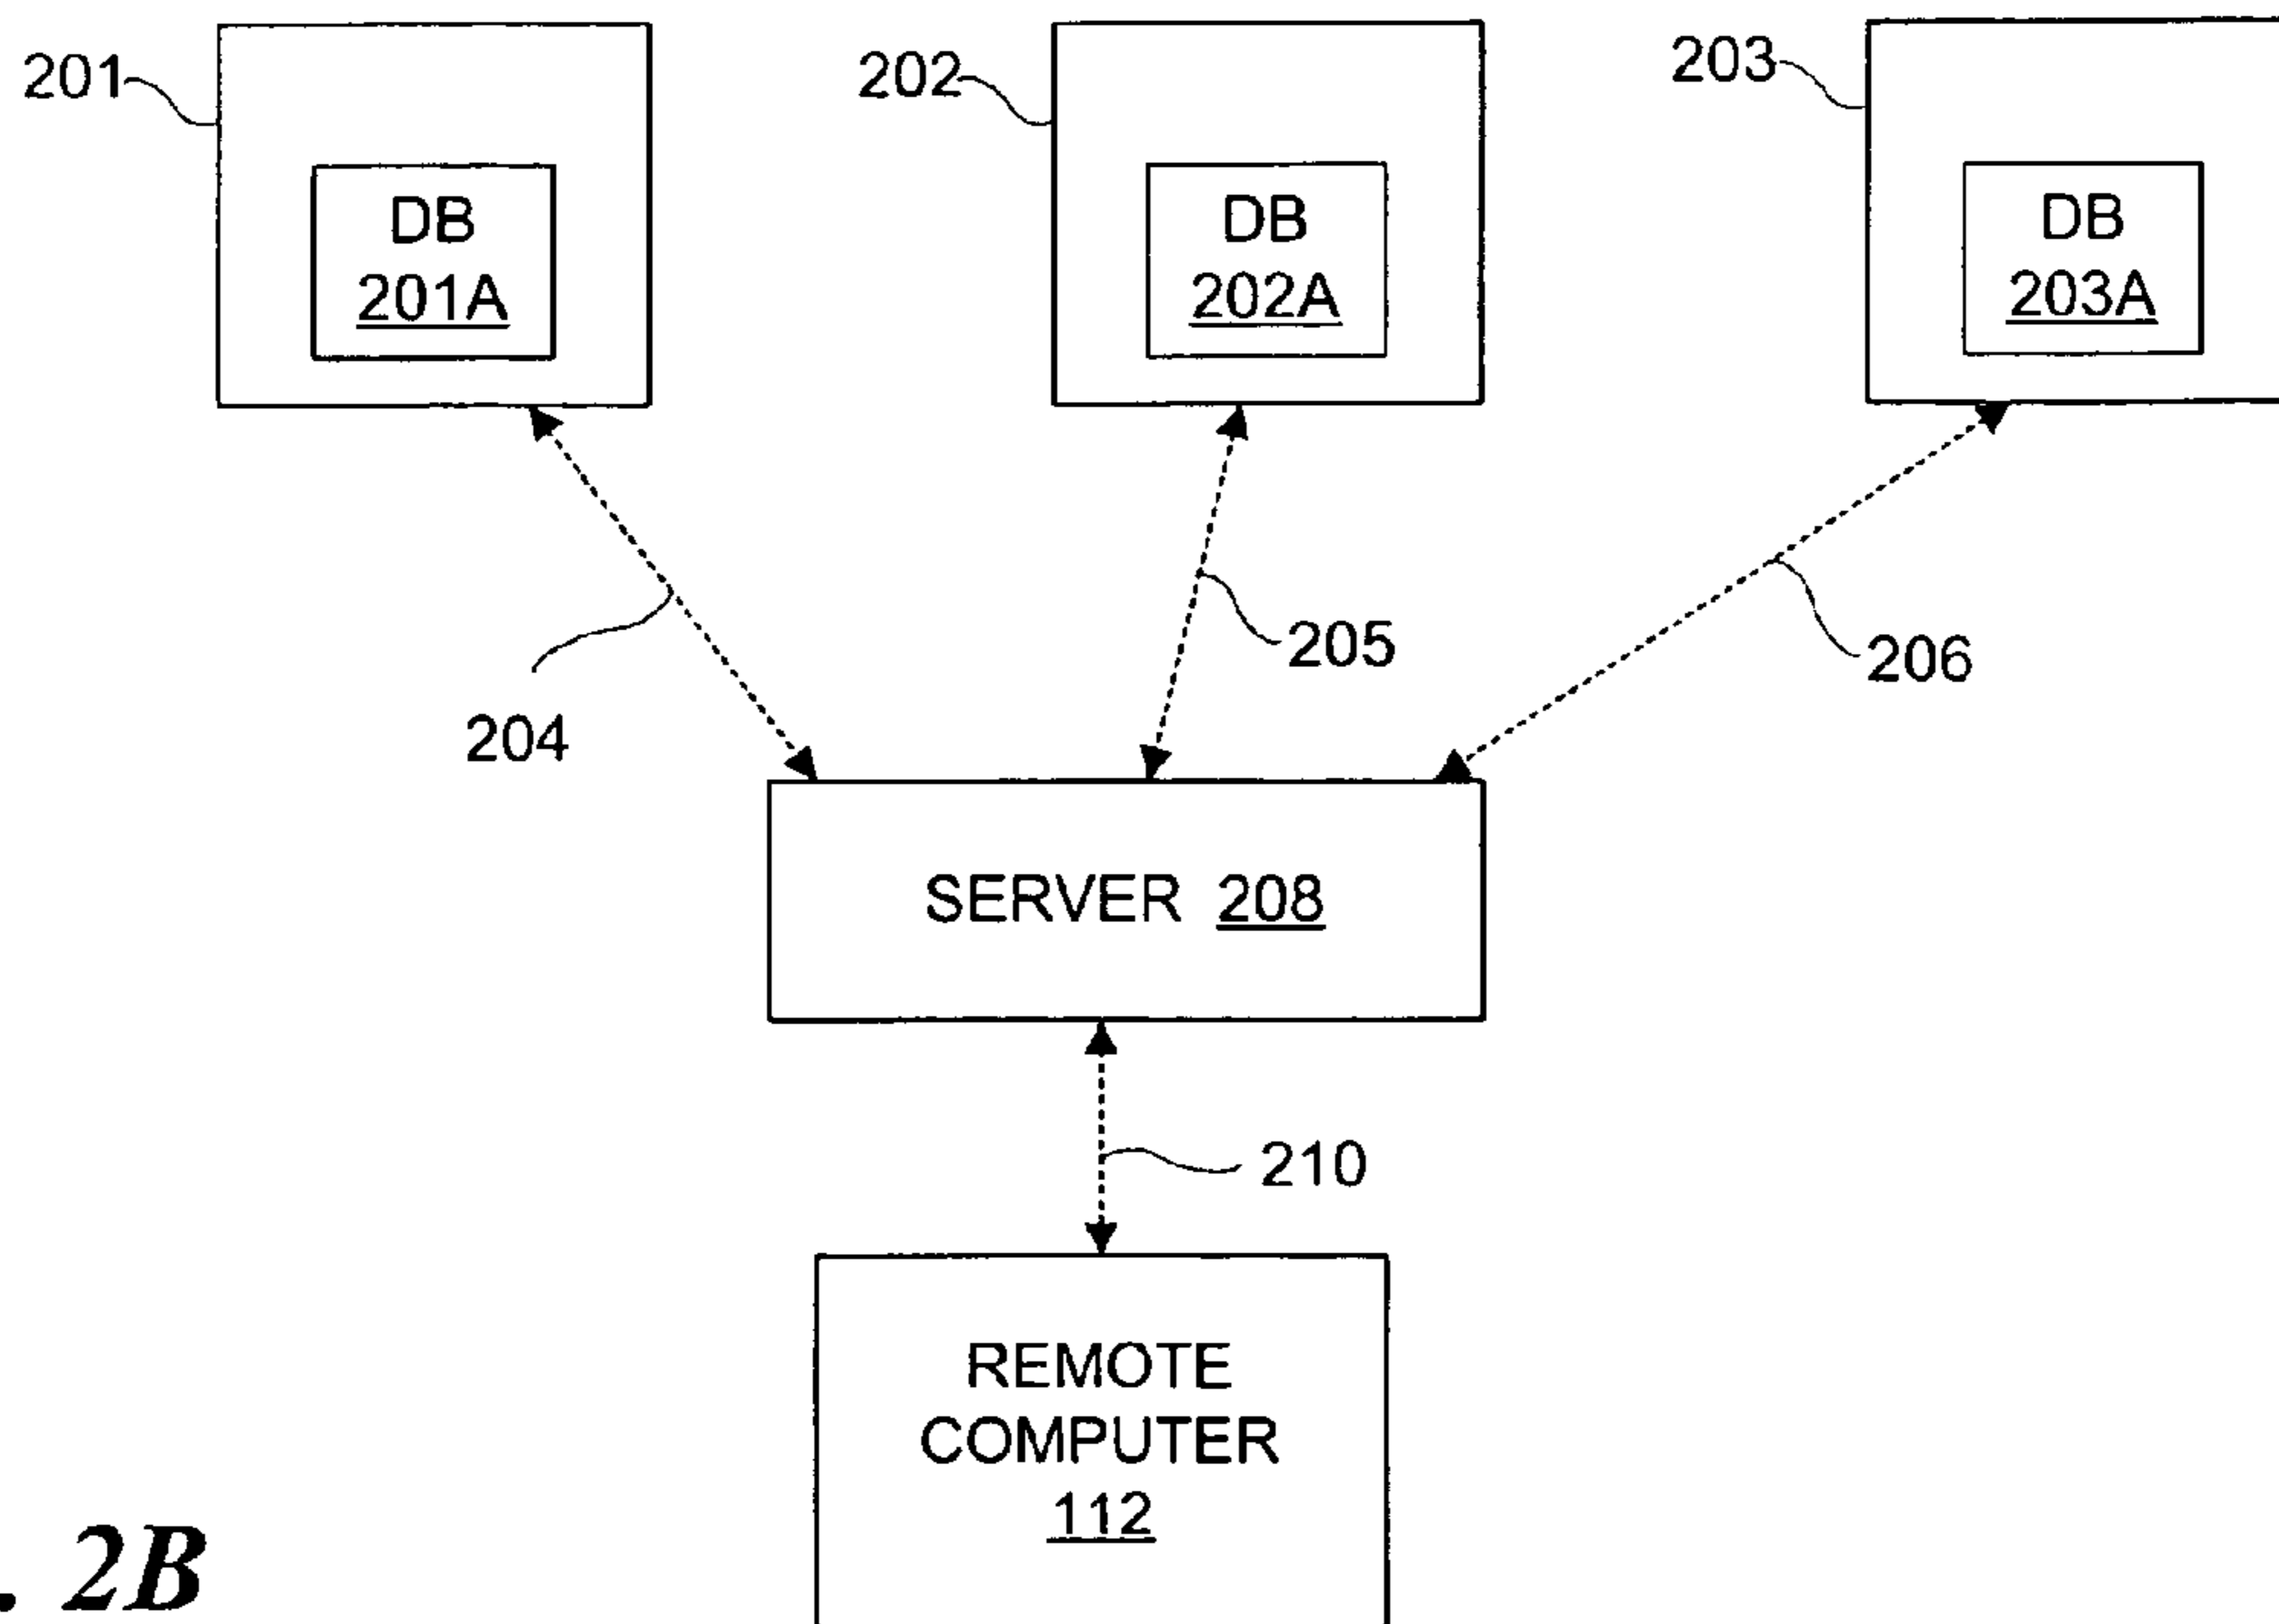 201
202
203
DB
201A
DB
202A
DB
203A
204
205
206
SERVER 208
210
REMOTE
COMPUTER
112
. 2B